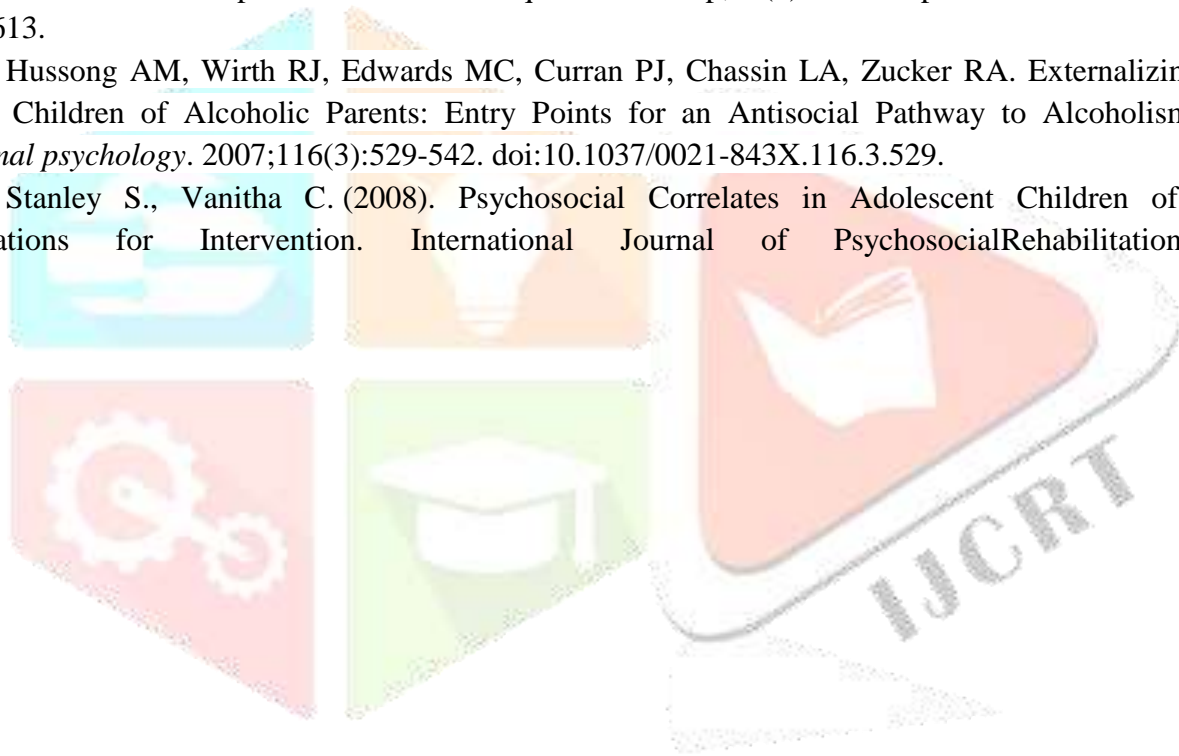 513.
Hussong AM, Wirth RJ, Edwards MC, Curran PJ, Chassin LA, Zucker RA. Externalizin
Children of Alcoholic Parents: Entry Points for an Antisocial Pathway to Alcoholism
nal psychology. 2007;116(3):529-542. doi:10.1037/0021-843X.116.3.529.
Stanley S., Vanitha C. (2008). Psychosocial Correlates in Adolescent Children of
ations for Intervention. International Journal of PsychosocialRehabilitation
IJCRT